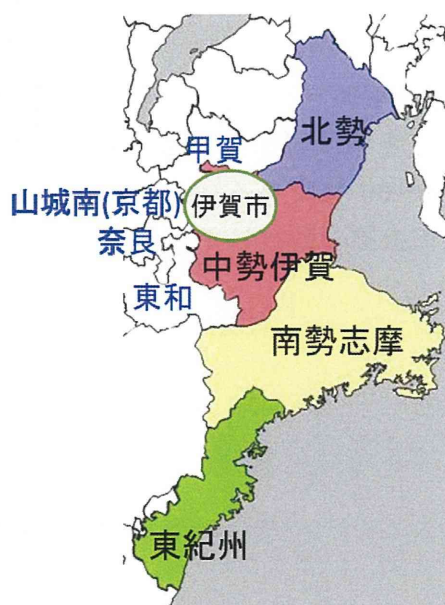 北勢
甲賀
山城南(京都)
伊賀市
奈良
中勢伊賀
東和
南勢志摩
東紀州